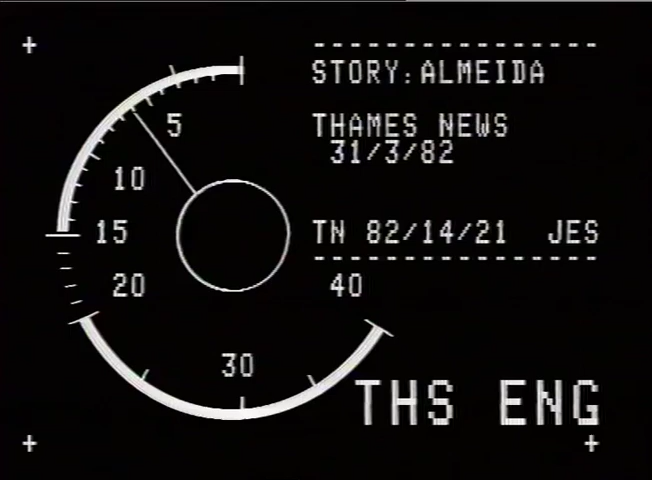 STORY:ALMEIDA
THAMES NEWS
31/3/82
TN 82/14/21 JES
5
10
15
20
30
40
THS ENG